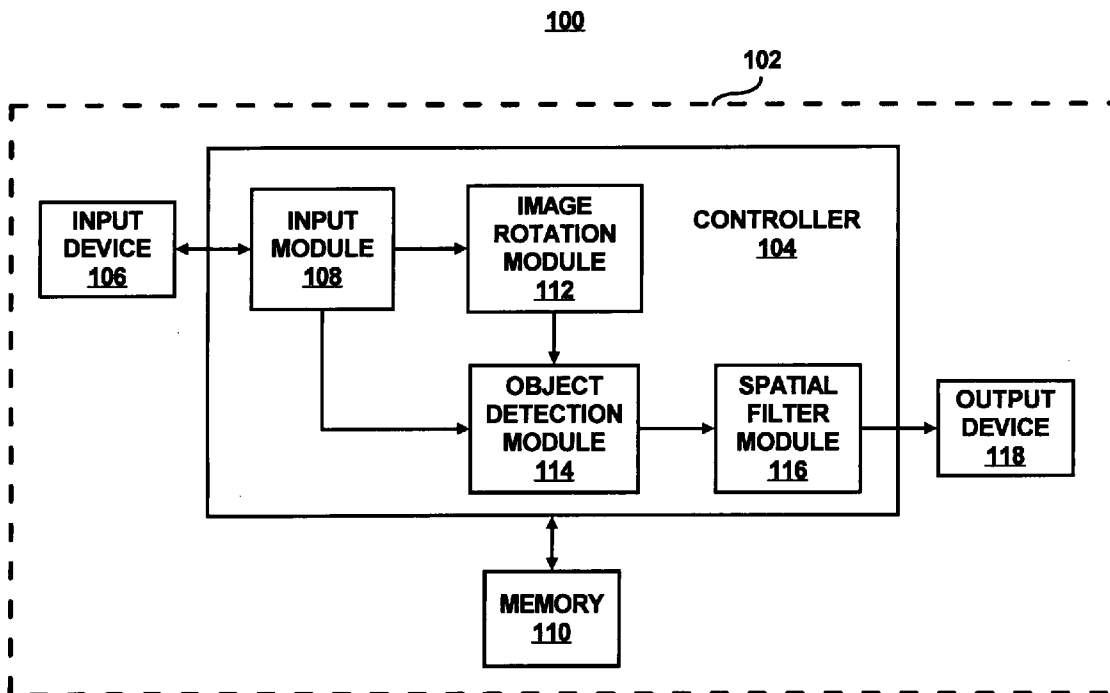 100
102
INPUT
DEVICE
106
INPUT
MODULE
108
IMAGE
ROTATION
MODULE
112
CONTROLLER
104
OBJECT
DETECTION
MODULE
114
SPATIAL
FILTER
MODULE
116
OUTPUT
DEVICE
118
MEMORY
110